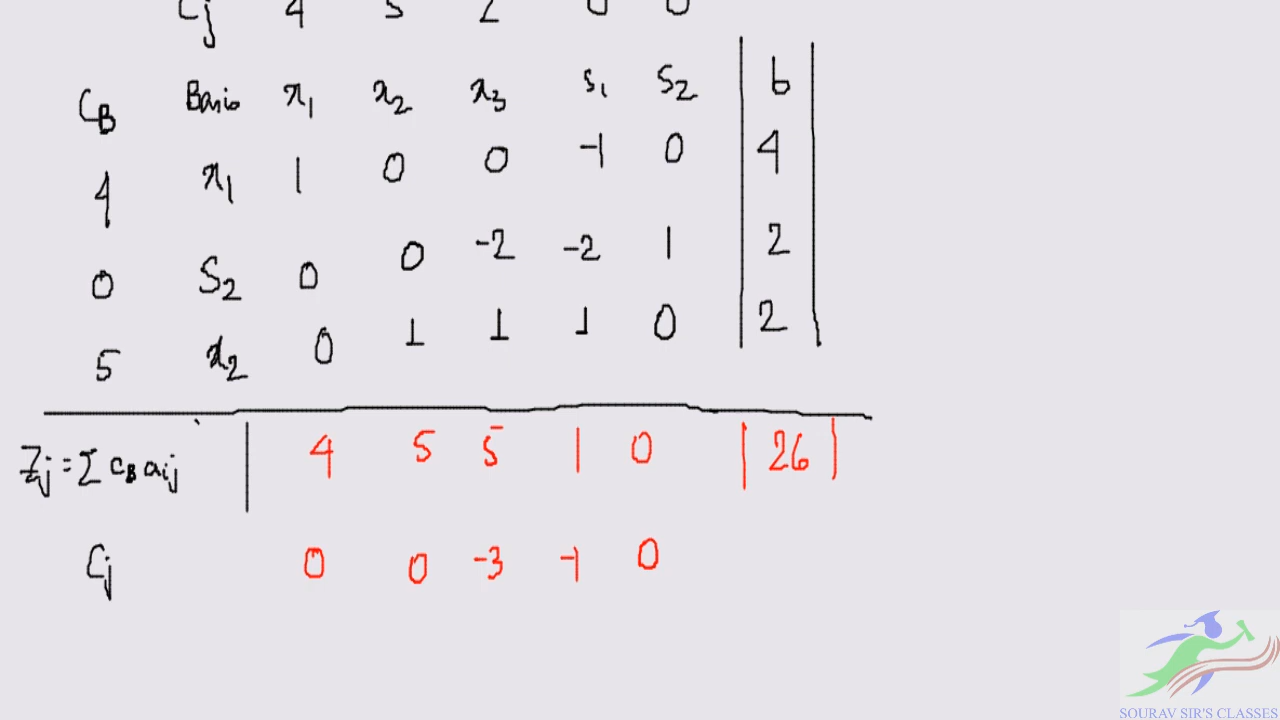 Cj 4 5 2 0 0
CB Basis x1 x2 x3 s1 S2 b
4 x1 1 0 0 -1 0 4
0 S2 0 0 -2 -2 1 2
5 x2 0 1 1 1 0 2
Zj = Σ CB aij 4 5 5 1 0 26
Cj 0 0 -3 -1 0
SOURAV SIR'S CLASSES